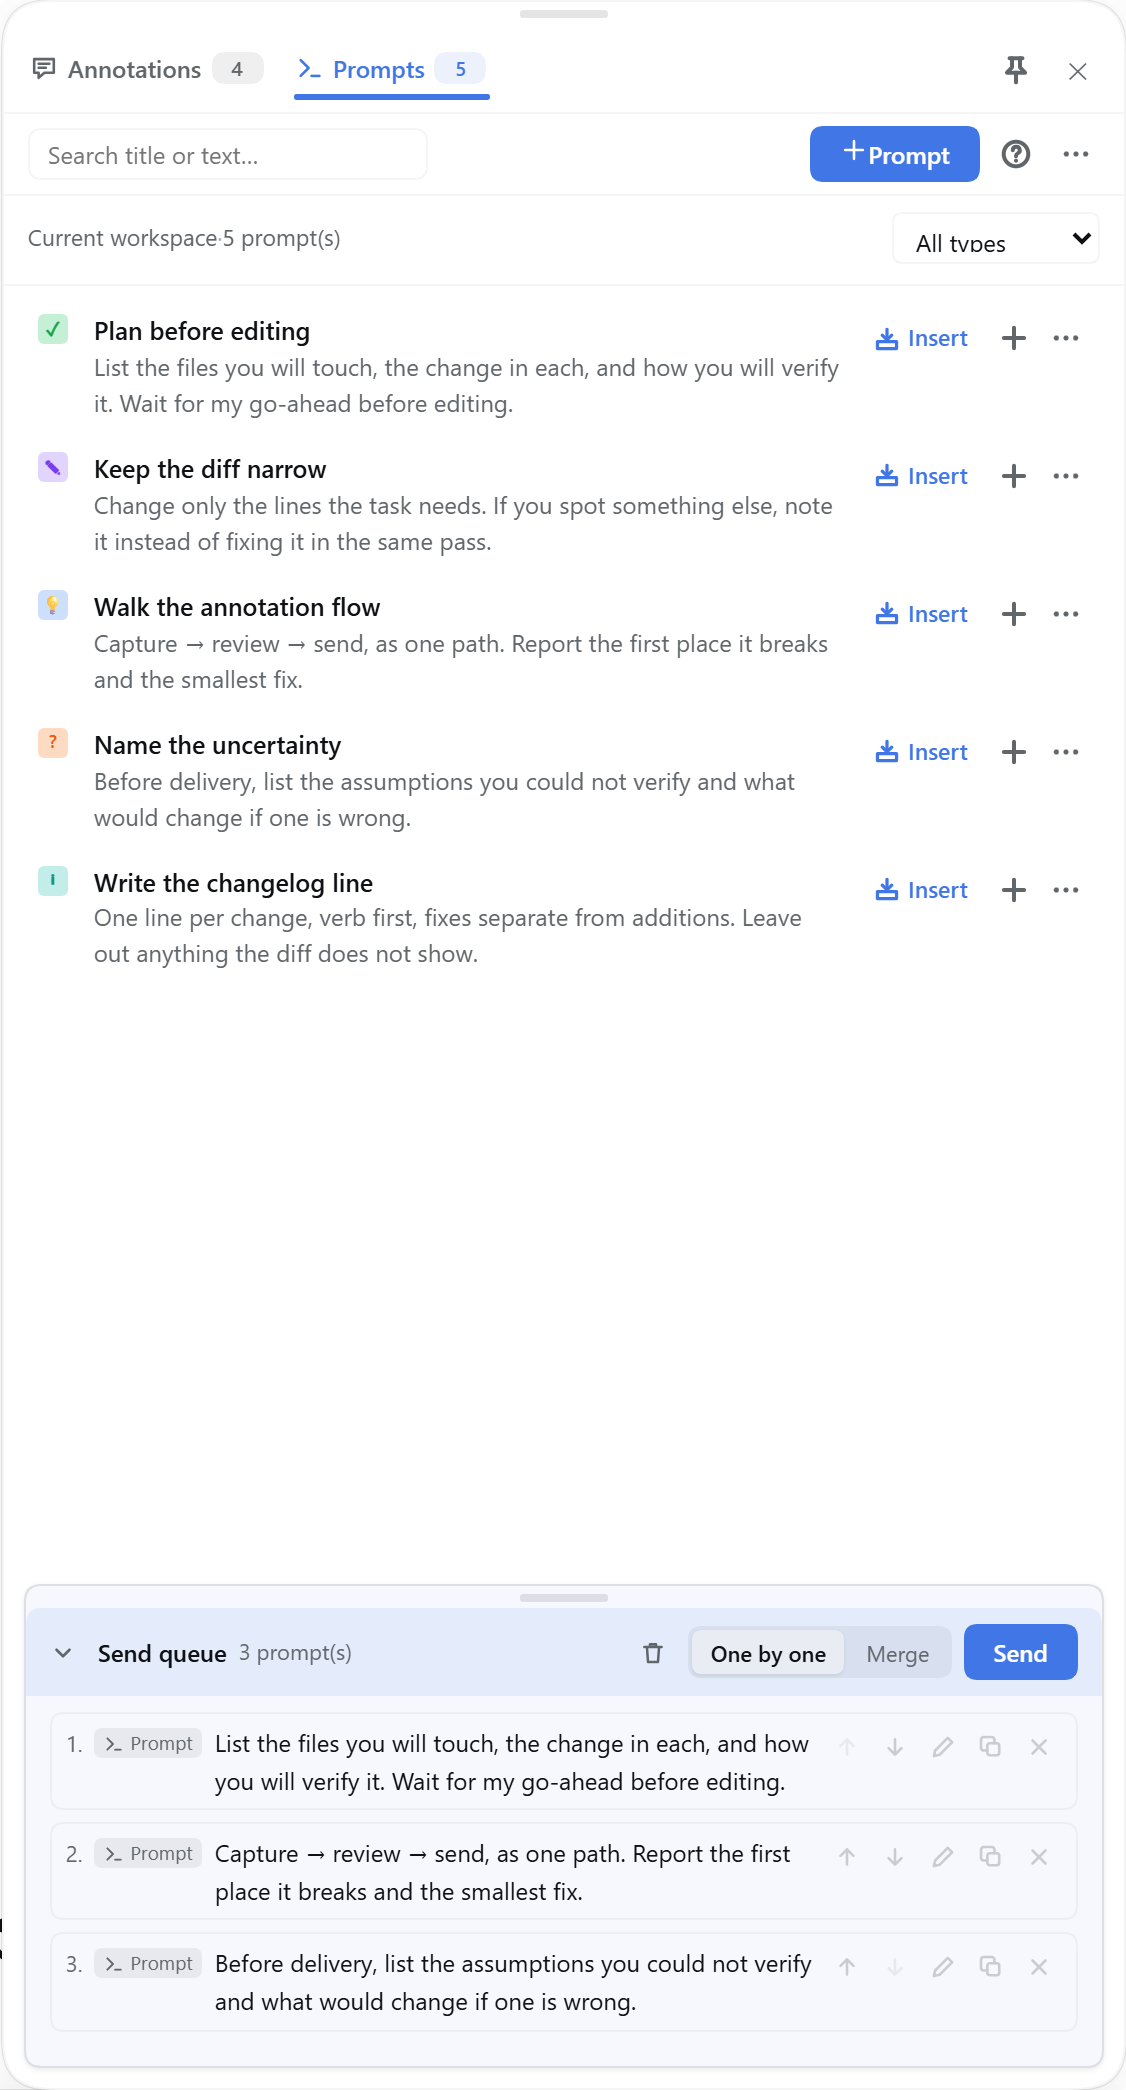 Annotations 4 Prompts 5
Search title or text...
+ Prompt
Current workspace·5 prompt(s)
All types
Plan before editing
Insert
List the files you will touch, the change in each, and how you will verify
it. Wait for my go-ahead before editing.
Keep the diff narrow
Insert
Change only the lines the task needs. If you spot something else, note
it instead of fixing it in the same pass.
Walk the annotation flow
Insert
Capture → review → send, as one path. Report the first place it breaks
and the smallest fix.
Name the uncertainty
Insert
Before delivery, list the assumptions you could not verify and what
would change if one is wrong.
Write the changelog line
Insert
One line per change, verb first, fixes separate from additions. Leave
out anything the diff does not show.
Send queue 3 prompt(s)
One by one Merge Send
1. Prompt List the files you will touch, the change in each, and how
you will verify it. Wait for my go-ahead before editing.
2. Prompt Capture → review → send, as one path. Report the first
place it breaks and the smallest fix.
3. Prompt Before delivery, list the assumptions you could not verify
and what would change if one is wrong.